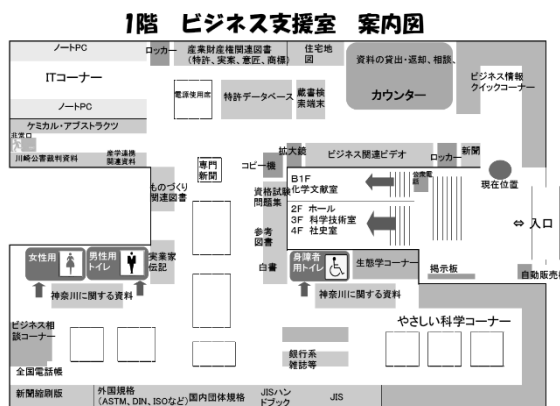 1階 ビジネス支援室 案内図
ノートPC
ロッカー
産業財産権関連図書
(特許、実案、意匠、商標)
住宅地
図
資料の貸出・返却、相談、
カウンター
ビジネス情報
クイックコーナー
ITコーナー
電源使用席
特許データベース
蔵書検
索端末
ノートPC
ケミカル・アブストラクツ
非常口
川崎公害裁判資料
産学連携
関連資料
専門
新聞
コピー機
拡大鏡
ビジネス関連ビデオ
ロッカー
新聞
現在位置
ものづくり
関連図書
資格試験
問題集
B1F
化学文献室
公衆電
話
2F ホール
3F 科学技術室
4F 社史室
⇔ 入口
参考
図書
女性用
男性用
トイレ
実業家
伝記
白書
身障者
用トイレ
生態学コーナー
掲示板
自動販売機
神奈川に関する資料
神奈川に関する資料
ビジネス相
談コーナー
やさしい科学コーナー
全国電話帳
銀行系
雑誌等
新聞縮刷版
外国規格
(ASTM、DIN、ISOなど)
国内団体規格
JISハン
ドブック
JIS